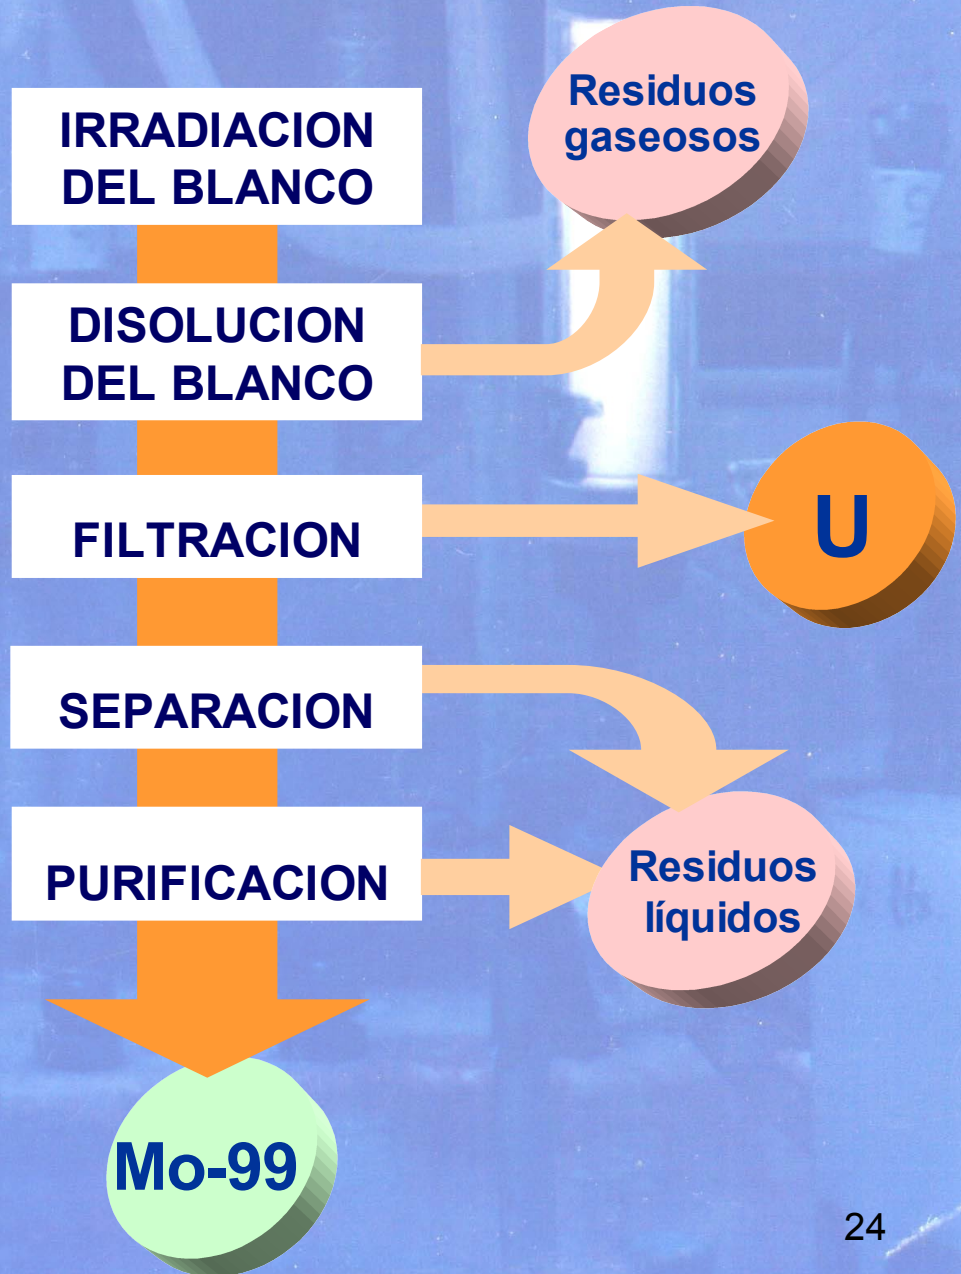 Residuos
gaseosos
IRRADIACION
DEL BLANCO
DISOLUCION
DEL BLANCO
FILTRACION
U
SEPARACION
PURIFICACION
Residuos
líquidos
Mo-99
24